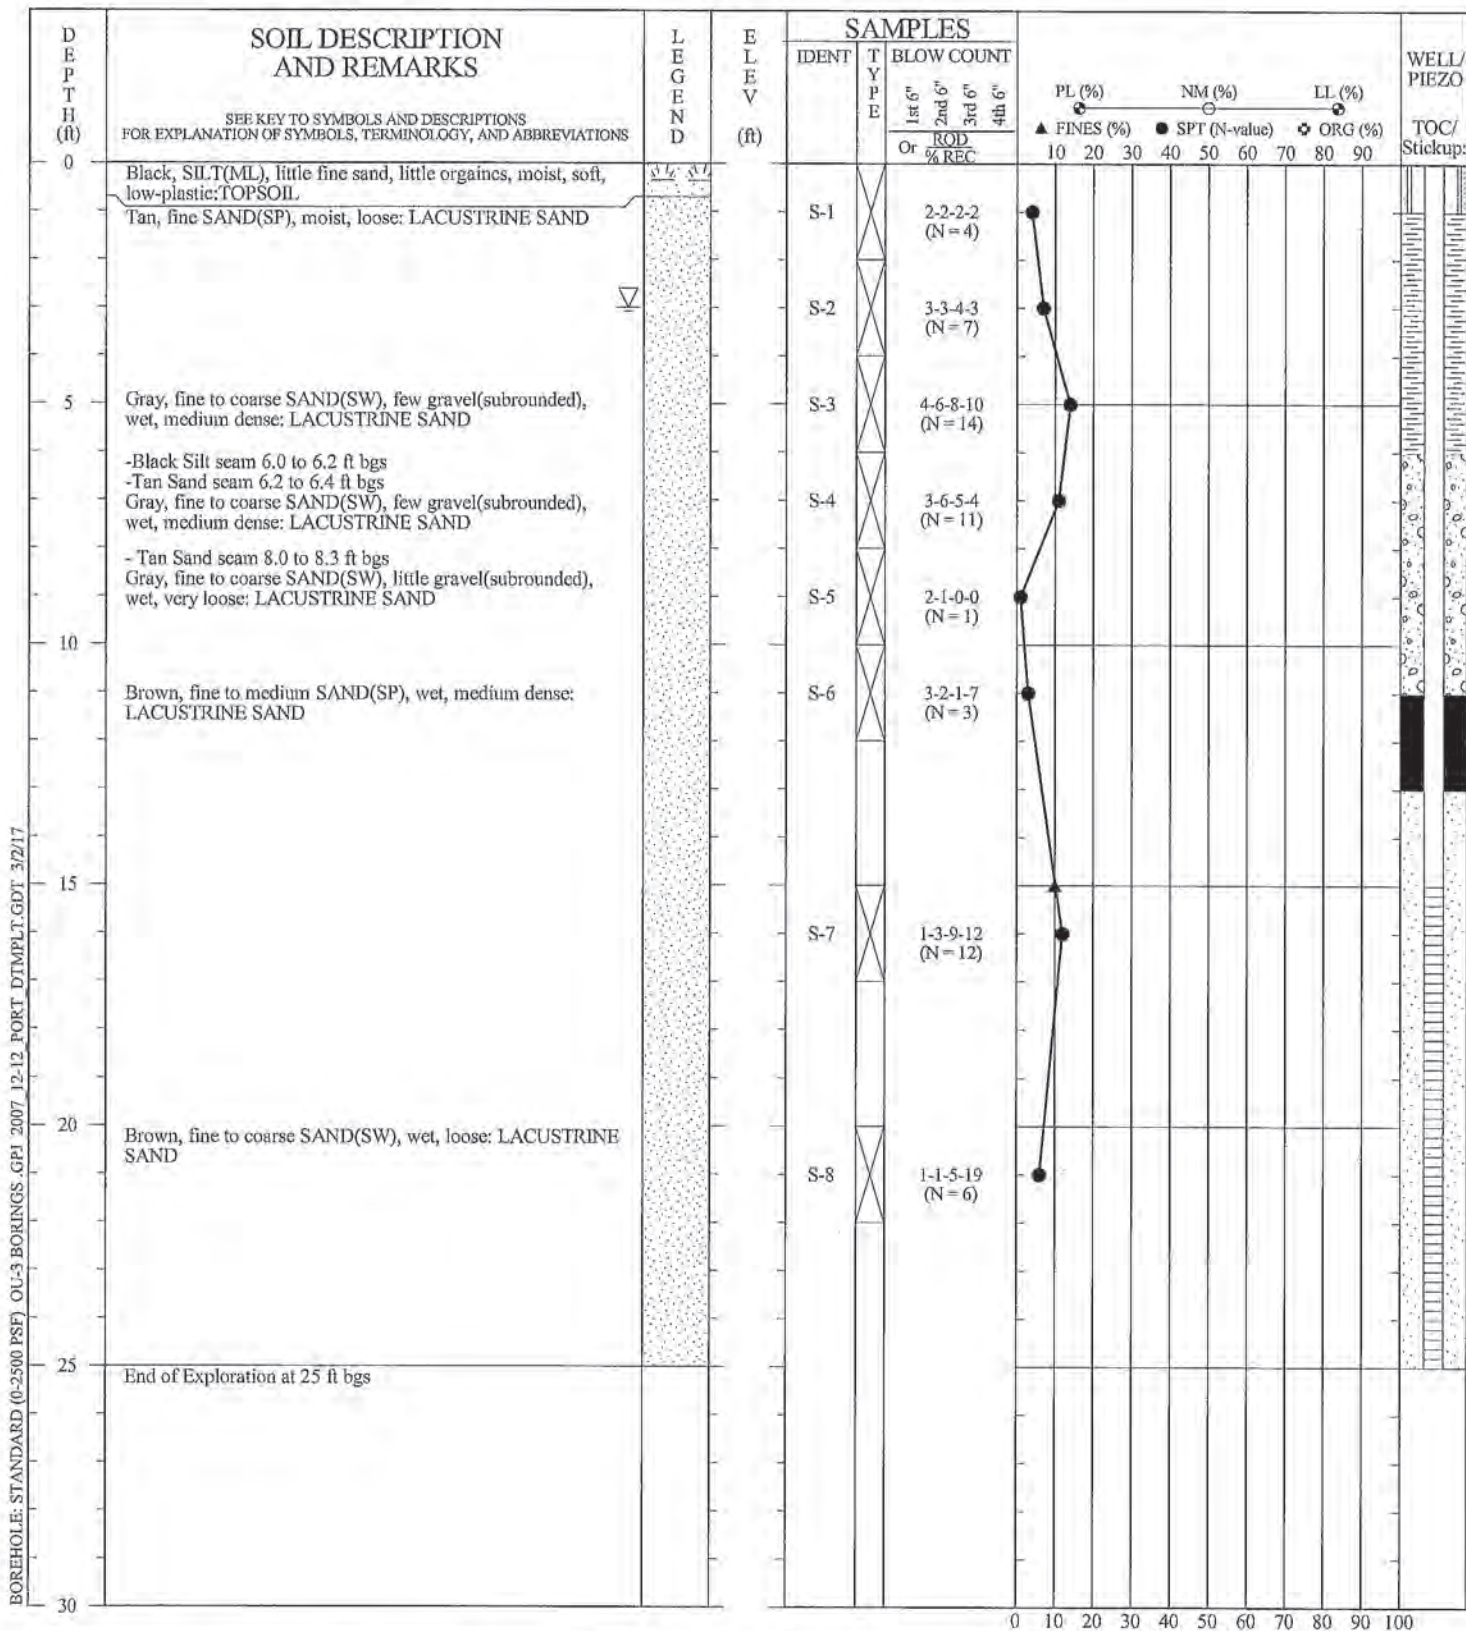 DEPTH (ft)
SOIL DESCRIPTION
AND REMARKS
SEE KEY TO SYMBOLS AND DESCRIPTIONS
FOR EXPLANATION OF SYMBOLS, TERMINOLOGY, AND ABBREVIATIONS
LEGEND
ELEV (ft)
SAMPLES
IDENT
TYPE
BLOW COUNT
1st 6"
2nd 6"
3rd 6"
4th 6"
Or RQD
% REC
PL (%) NM (%) LL (%)
▲ FINES (%) ● SPT (N-value) ✪ ORG (%)
10 20 30 40 50 60 70 80 90
WELL/
PIEZO
TOC/
Stickup:
0
Black, SILT(ML), little fine sand, little orgaincs, moist, soft,
low-plastic:TOPSOIL
Tan, fine SAND(SP), moist, loose: LACUSTRINE SAND
S-1
2-2-2-2
(N = 4)
S-2
3-3-4-3
(N = 7)
5
Gray, fine to coarse SAND(SW), few gravel(subrounded),
wet, medium dense: LACUSTRINE SAND
S-3
4-6-8-10
(N = 14)
-Black Silt seam 6.0 to 6.2 ft bgs
-Tan Sand seam 6.2 to 6.4 ft bgs
Gray, fine to coarse SAND(SW), few gravel(subrounded),
wet, medium dense: LACUSTRINE SAND
S-4
3-6-5-4
(N = 11)
- Tan Sand seam 8.0 to 8.3 ft bgs
Gray, fine to coarse SAND(SW), little gravel(subrounded),
wet, very loose: LACUSTRINE SAND
S-5
2-1-0-0
(N = 1)
10
Brown, fine to medium SAND(SP), wet, medium dense:
LACUSTRINE SAND
S-6
3-2-1-7
(N = 3)
15
S-7
1-3-9-12
(N = 12)
20
Brown, fine to coarse SAND(SW), wet, loose: LACUSTRINE
SAND
S-8
1-1-5-19
(N = 6)
25
End of Exploration at 25 ft bgs
30
0 10 20 30 40 50 60 70 80 90 100
BOREHOLE: STANDARD (0-2500 PSF) OU-3 BORINGS .GPJ 2007_12-12_PORT_DTMPLT.GDT 3/2/17